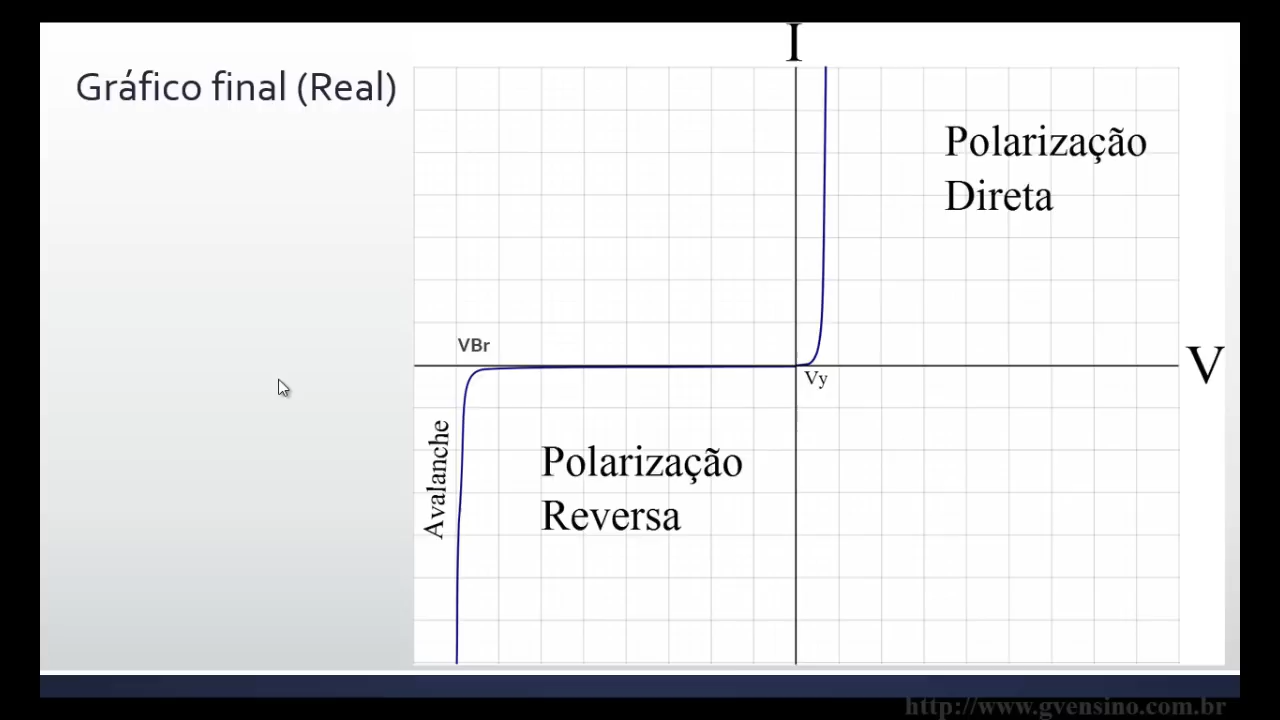 Gráfico final (Real)
I
Polarização
Direta
VBr
V
Vy
Avalanche
Polarização
Reversa
http://www.gvensino.com.br